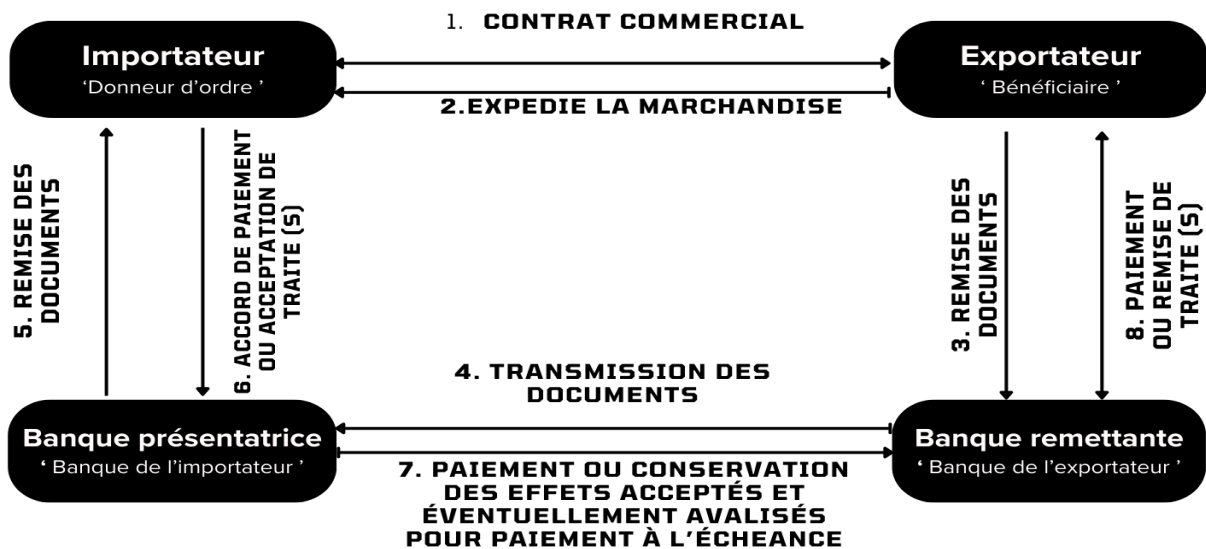 1. CONTRAT COMMERCIAL
Importateur
‘Donneur d’ordre ’
Exportateur
‘ Bénéficiaire ’
2.EXPEDIE LA MARCHANDISE
5. REMISE DES
DOCUMENTS
6. ACCORD DE PAIEMENT
OU ACCEPTATION DE
TRAITE (S)
3. REMISE DES
DOCUMENTS
8. PAIEMENT
OU REMISE DE
TRAITE (S)
4. TRANSMISSION DES
DOCUMENTS
Banque présentatrice
‘ Banque de l’importateur ’
Banque remettante
‘ Banque de l’exportateur ’
7. PAIEMENT OU CONSERVATION
DES EFFETS ACCEPTÉS ET
ÉVENTUELLEMENT AVALISÉS
POUR PAIEMENT À L’ÉCHEANCE